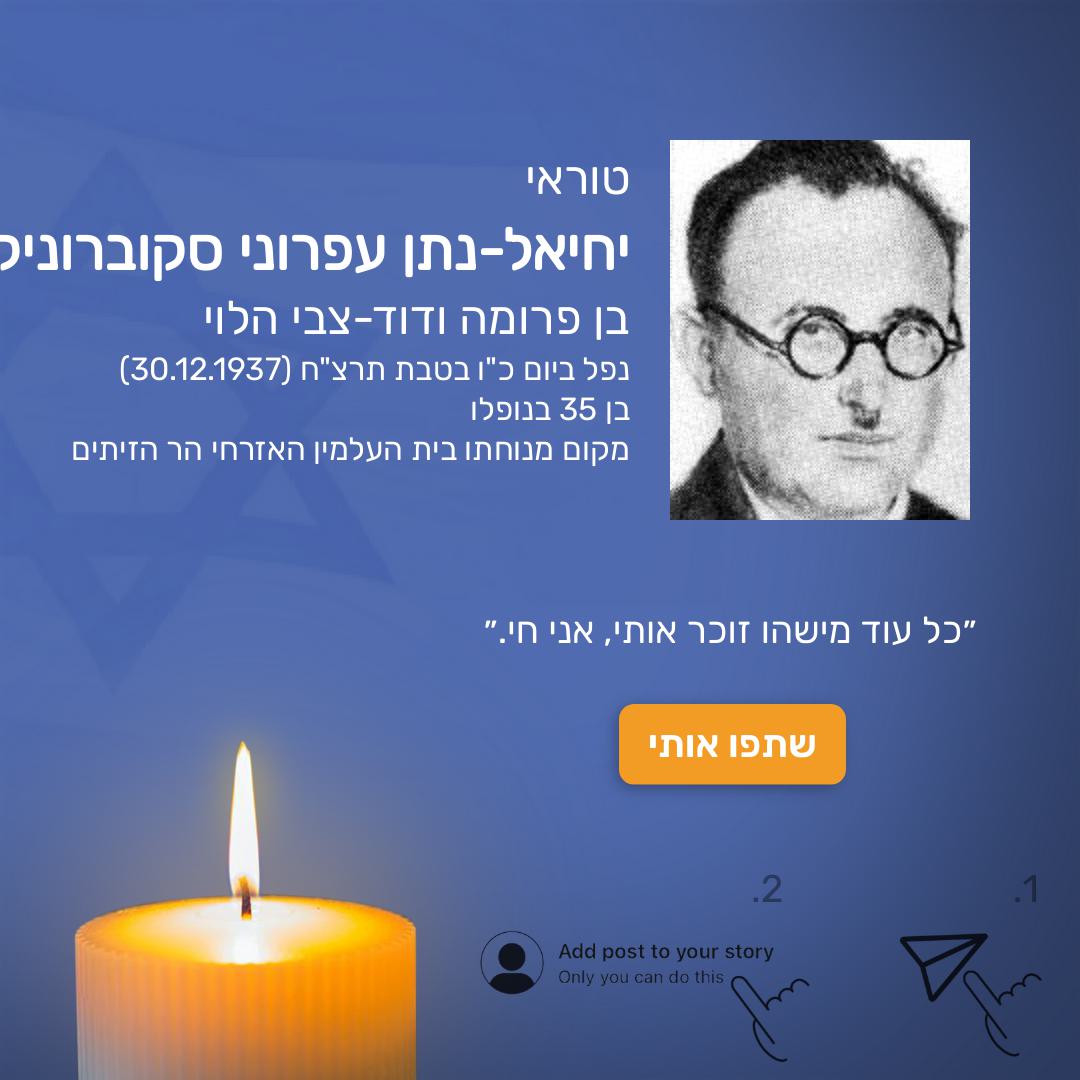 טוראי
יחיאל-נתן עפרוני סקוברוניק
בן פרומה ודוד-צבי הלוי
נפל ביום כ"ו בטבת תרצ"ח (30.12.1937)
בן 35 בנופלו
מקום מנוחתו בית העלמין האזרחי הר הזיתים
״כל עוד מישהו זוכר אותי, אני חי.״
שתפו אותי
1.
2.
Add post to your story
Only you can do this